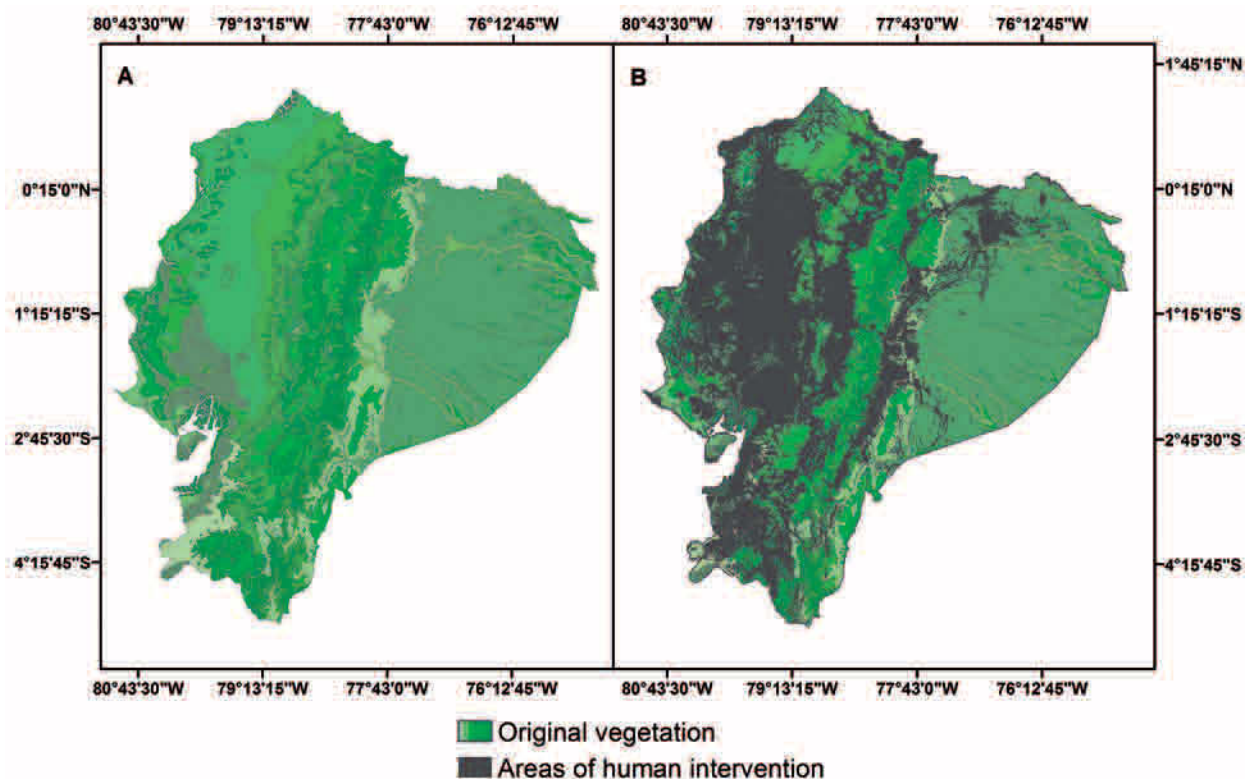 80°43'30"W 79°13'15"W 77°43'0"W 76°12'45"W 80°43'30"W 79°13'15"W 77°43'0"W 76°12'45"W
A
B
1°45'15"N
0°15'0"N
0°15'0"N
1°15'15"S
1°15'15"S
2°45'30"S
2°45'30"S
4°15'45"S
4°15'45"S
80°43'30"W 79°13'15"W 77°43'0"W 76°12'45"W 80°43'30"W 79°13'15"W 77°43'0"W 76°12'45"W
Original vegetation
Areas of human intervention